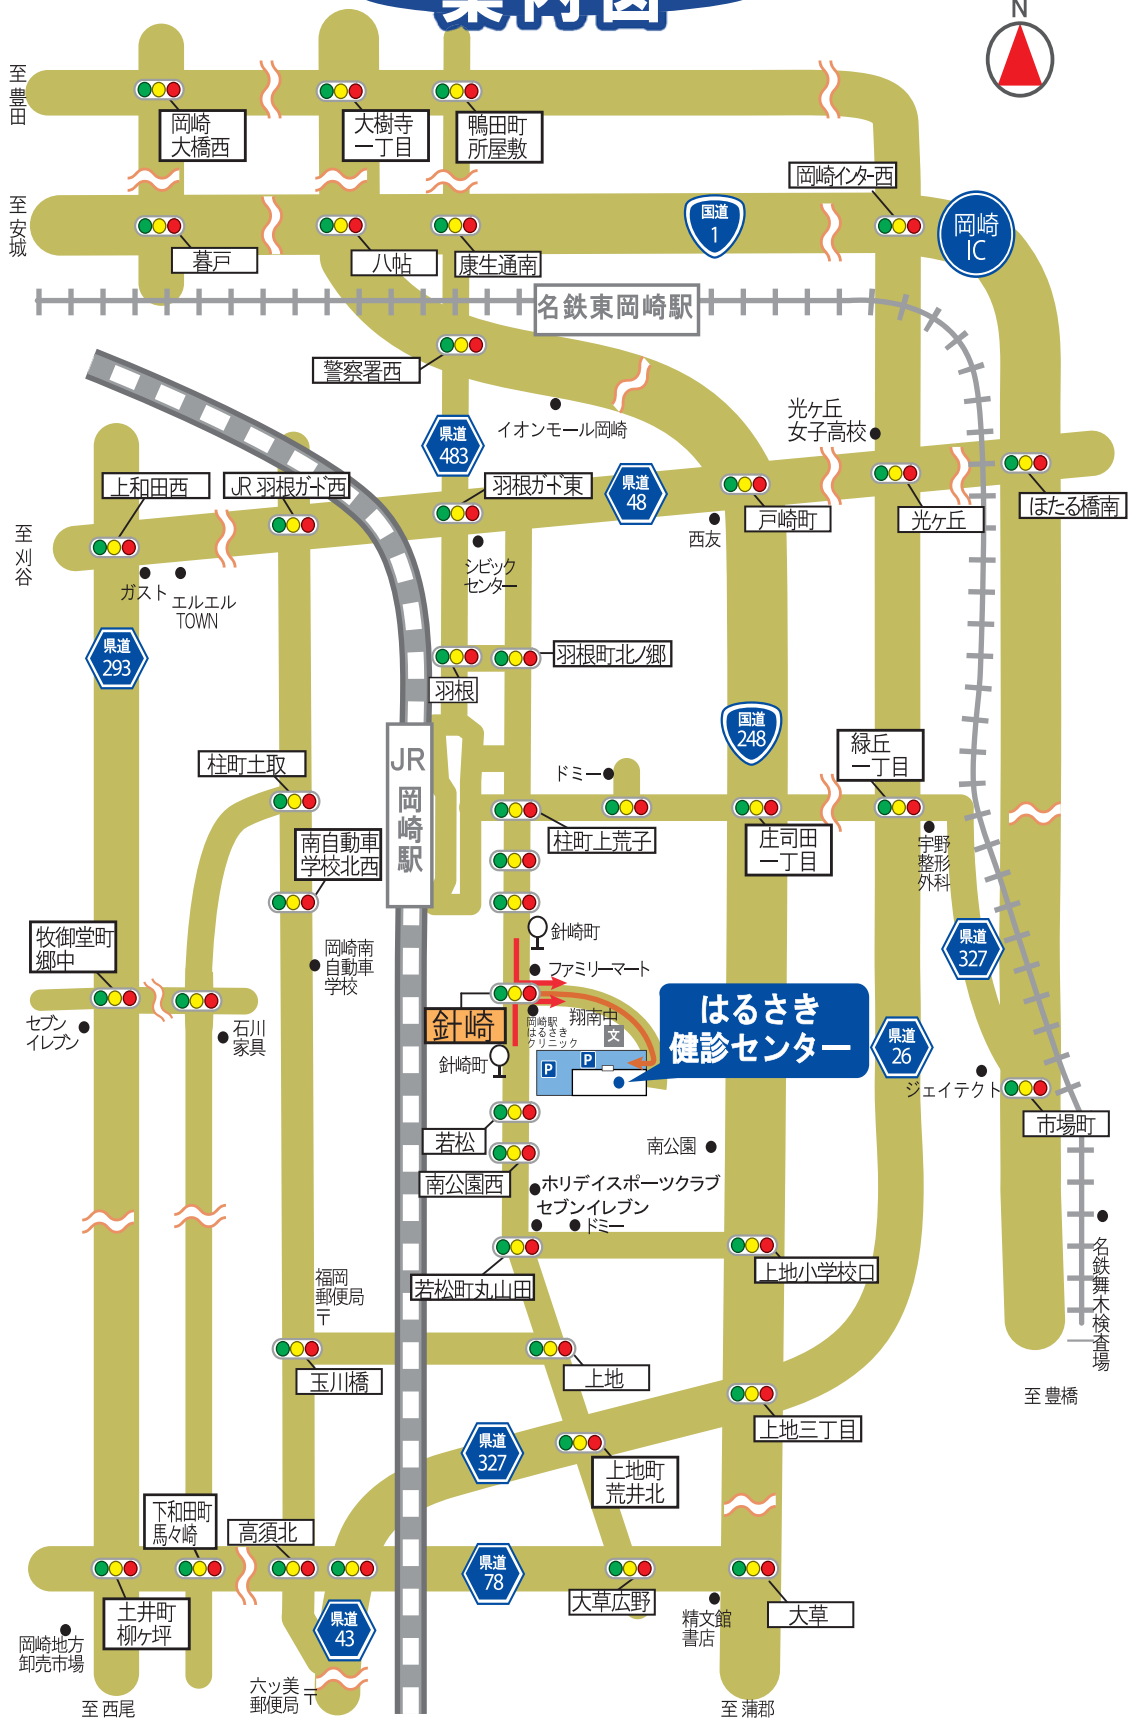 案内図
N
至豊田
岡崎
大橋西
大樹寺
一丁目
鴨田町
所屋敷
岡崎インター西
至安城
国道
1
岡崎
IC
暮戸
八帖
康生通南
名鉄東岡崎駅
警察署西
イオンモール岡崎
光ヶ丘
女子高校
県道
483
上和田西
JR 羽根ガード西
羽根ガード東
県道
48
戸崎町
光ヶ丘
ほたる橋南
至刈谷
西友
シビック
センター
ガスト
エルエル
TOWN
県道
293
羽根町北ノ郷
羽根
国道
248
緑丘
一丁目
柱町土取
JR岡崎駅
ドミー
南自動車
学校北西
柱町上荒子
庄司田
一丁目
宇野
整形
外科
牧御堂町
郷中
岡崎南
自動車
学校
針崎町
ファミリーマート
県道
327
はるさき
健診センター
セブン
イレブン
石川
家具
針崎
岡崎駅
はるさき
クリニック
翔南中
文
県道
26
針崎町
P
P
ジェイテクト
市場町
若松
南公園
南公園西
ホリデイスポーツクラブ
セブンイレブン
ドミー
若松町丸山田
上地小学校口
名鉄舞木検査場
福岡
郵便局
〒
玉川橋
上地
至 豊橋
上地三丁目
県道
327
上地町
荒井北
下和田町
馬々崎
高須北
県道
78
土井町
柳ヶ坪
大草広野
大草
県道
43
精文館
書店
岡崎地方
卸売市場
六ッ美
郵便局〒
至 西尾
至 蒲郡